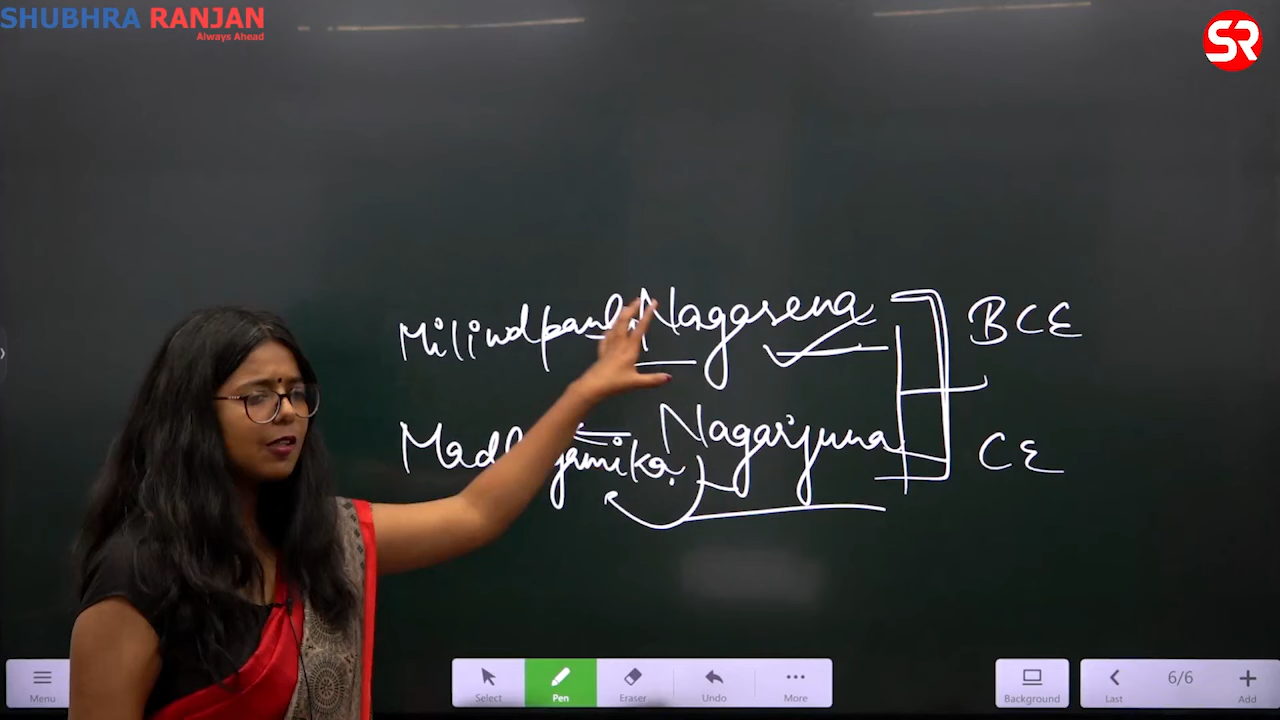 SHUBHRA RANJAN
Always Ahead
SR
Nagasena BCE
Nagarjuna CE
Menu
Select Pen Eraser Undo More
Background
Last 6/6 Add